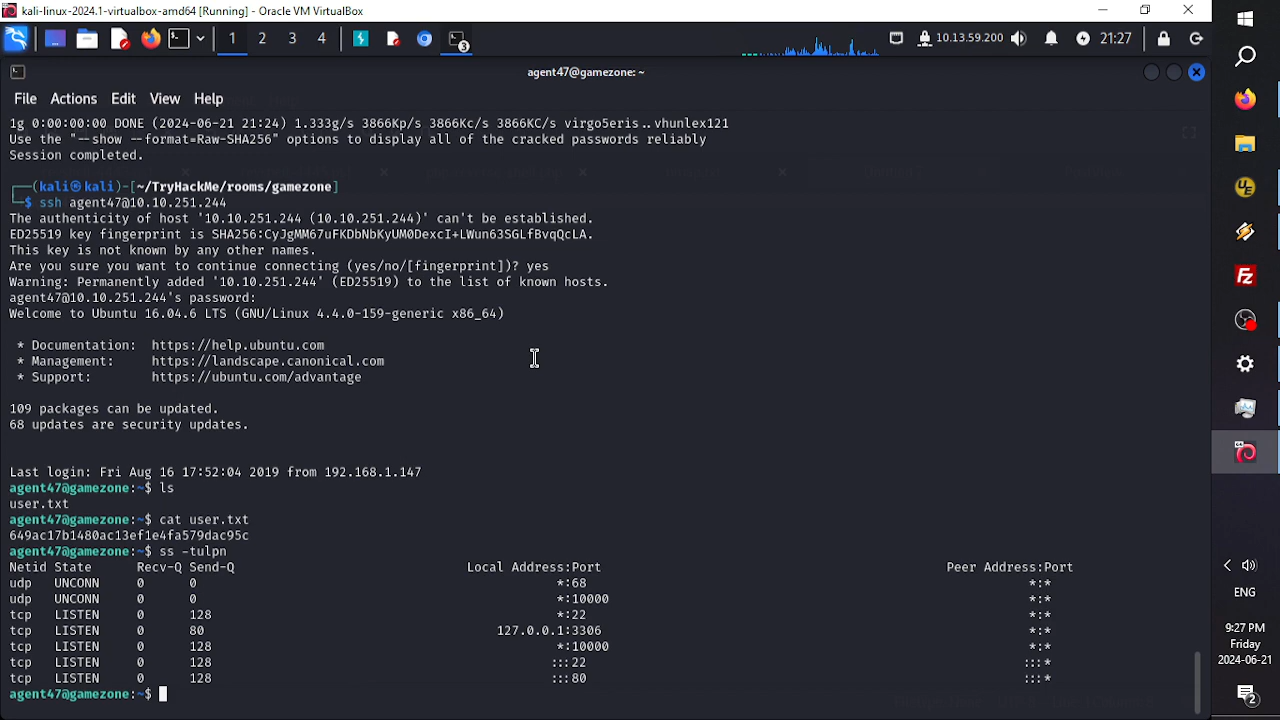 kali-linux-2024.1-virtualbox-amd64 [Running] - Oracle VM VirtualBox
1 2 3 4 3 10.13.59.200 21:27
agent47@gamezone: ~
File Actions Edit View Help
1g 0:00:00:00 DONE (2024-06-21 21:24) 1.333g/s 3866Kp/s 3866Kc/s 3866KC/s virgo5eris..vhunlex121
Use the "--show --format=Raw-SHA256" options to display all of the cracked passwords reliably
Session completed.
┌──(kali㉿kali)-[~/TryHackMe/rooms/gamezone]
└─$ ssh agent47@10.10.251.244
The authenticity of host '10.10.251.244 (10.10.251.244)' can't be established.
ED25519 key fingerprint is SHA256:CyJgMM67uFKDbNbKyUM0DexcI+LWun63SGLfBvqQcLA.
This key is not known by any other names.
Are you sure you want to continue connecting (yes/no/[fingerprint])? yes
Warning: Permanently added '10.10.251.244' (ED25519) to the list of known hosts.
agent47@10.10.251.244's password:
Welcome to Ubuntu 16.04.6 LTS (GNU/Linux 4.4.0-159-generic x86_64)
* Documentation: https://help.ubuntu.com
* Management: https://landscape.canonical.com
* Support: https://ubuntu.com/advantage
109 packages can be updated.
68 updates are security updates.
Last login: Fri Aug 16 17:52:04 2019 from 192.168.1.147
agent47@gamezone:~$ ls
user.txt
agent47@gamezone:~$ cat user.txt
649ac17b1480ac13ef1e4fa579dac95c
agent47@gamezone:~$ ss -tulpn
Netid State Recv-Q Send-Q Local Address:Port Peer Address:Port
udp UNCONN 0 0 *:68 *:*
udp UNCONN 0 0 *:10000 *:*
tcp LISTEN 0 128 *:22 *:*
tcp LISTEN 0 80 127.0.0.1:3306 *:*
tcp LISTEN 0 128 *:10000 *:*
tcp LISTEN 0 128 :::22 :::*
tcp LISTEN 0 128 :::80 :::*
agent47@gamezone:~$
ENG
9:27 PM
Friday
2024-06-21
2